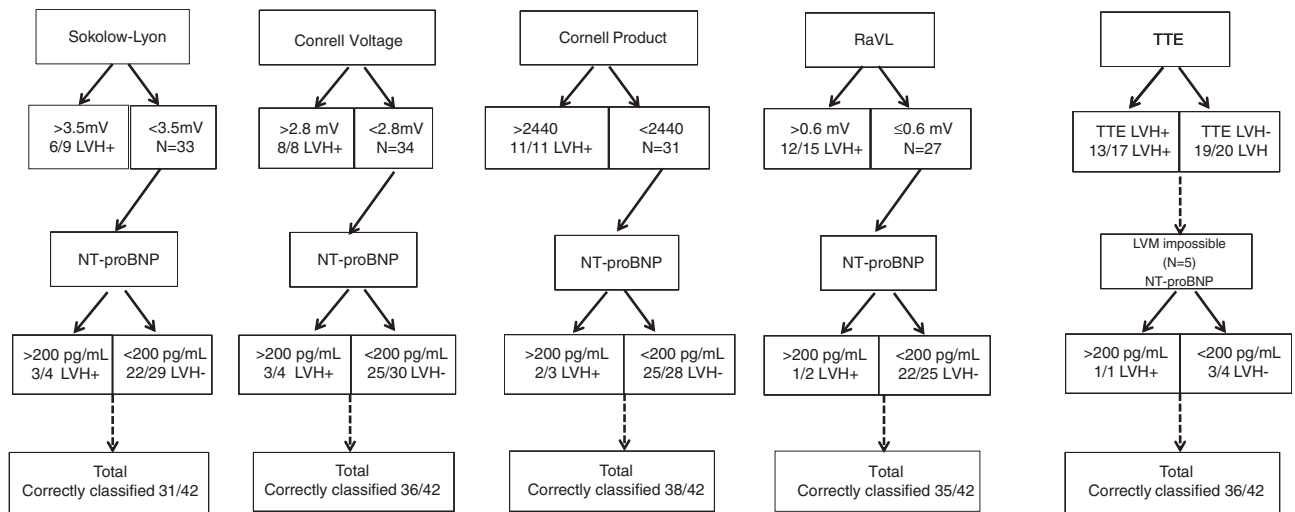 Sokolow-Lyon
>3.5mV
6/9 LVH+
<3.5mV
N=33
NT-proBNP
>200 pg/mL
3/4 LVH+
<200 pg/mL
22/29 LVH-
Total
Correctly classified 31/42
Conrell Voltage
>2.8 mV
8/8 LVH+
<2.8mV
N=34
NT-proBNP
>200 pg/mL
3/4 LVH+
<200 pg/mL
25/30 LVH-
Total
Correctly classified 36/42
Cornell Product
>2440
11/11 LVH+
<2440
N=31
NT-proBNP
>200 pg/mL
2/3 LVH+
<200 pg/mL
25/28 LVH-
Total
Correctly classified 38/42
RaVL
>0.6 mV
12/15 LVH+
≤0.6 mV
N=27
NT-proBNP
>200 pg/mL
1/2 LVH+
<200 pg/mL
22/25 LVH-
Total
Correctly classified 35/42
TTE
TTE LVH+
13/17 LVH+
TTE LVH-
19/20 LVH
LVM impossible
(N=5)
NT-proBNP
>200 pg/mL
1/1 LVH+
<200 pg/mL
3/4 LVH-
Total
Correctly classified 36/42